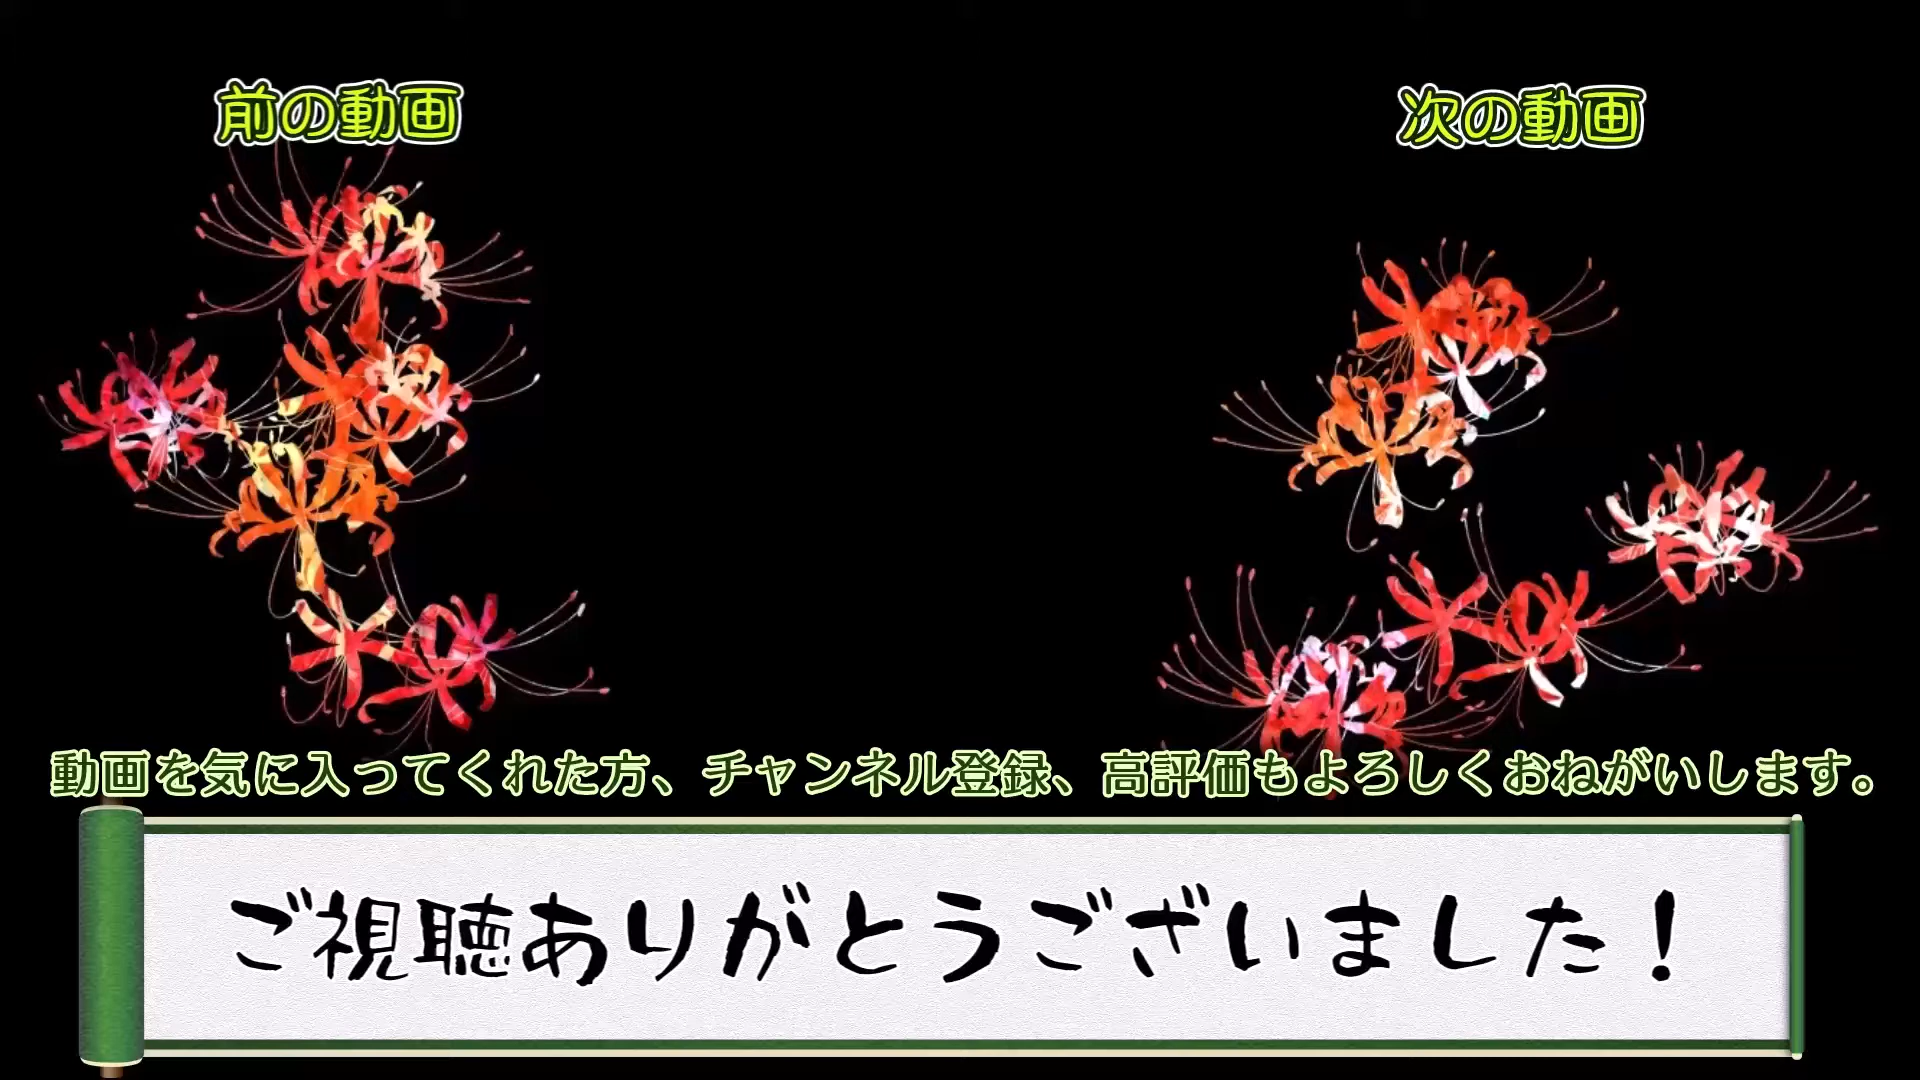 前の動画
次の動画
動画を気に入ってくれた方、チャンネル登録、高評価もよろしくおねがいします。
ご視聴ありがとうございました!